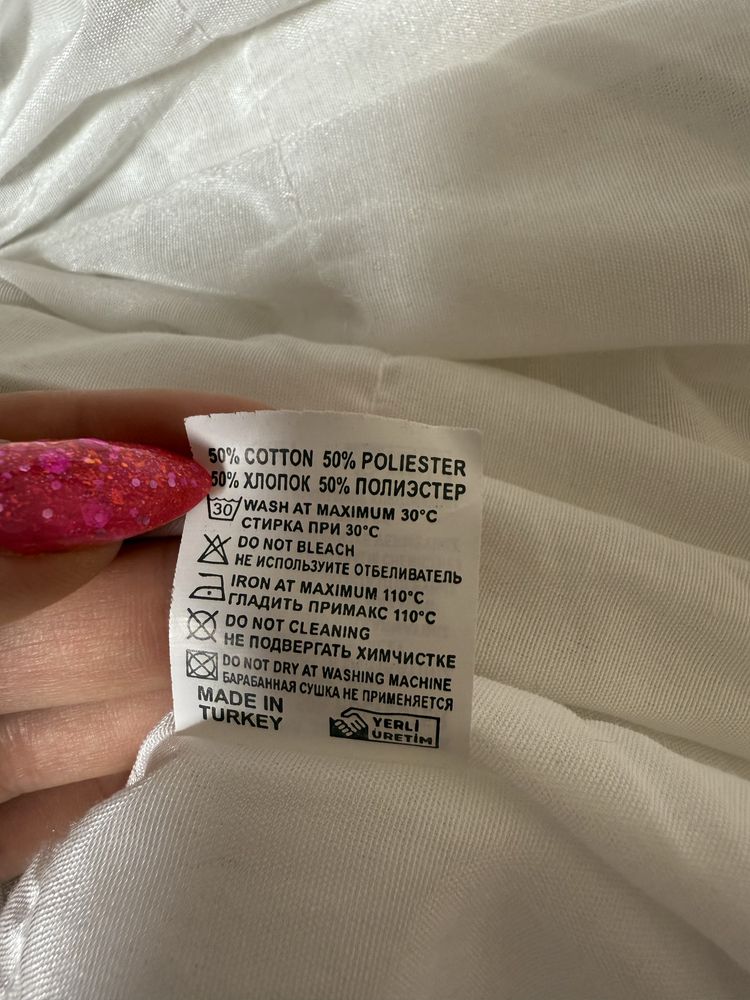 50% COTTON 50% POLIESTER
50% ХЛОПОК 50% ПОЛИЭСТЕР
30 WASH AT MAXIMUM 30°C
СТИРКА ПРИ 30°C
DO NOT BLEACH
НЕ ИСПОЛЬЗУИТЕ ОТБЕЛИВАТЕЛЬ
IRON AT MAXIMUM 110°C
ГЛАДИТЬ ПРИМАКС 110°C
DO NOT CLEANING
НЕ ПОДВЕРГАТЬ ХИМЧИСТКЕ
DO NOT DRY AT WASHING MACHINE
БАРАБАННАЯ СУШКА НЕ ПРИМЕНЯЕТСЯ
MADE IN
TURKEY
YERLİ
ÜRETİM